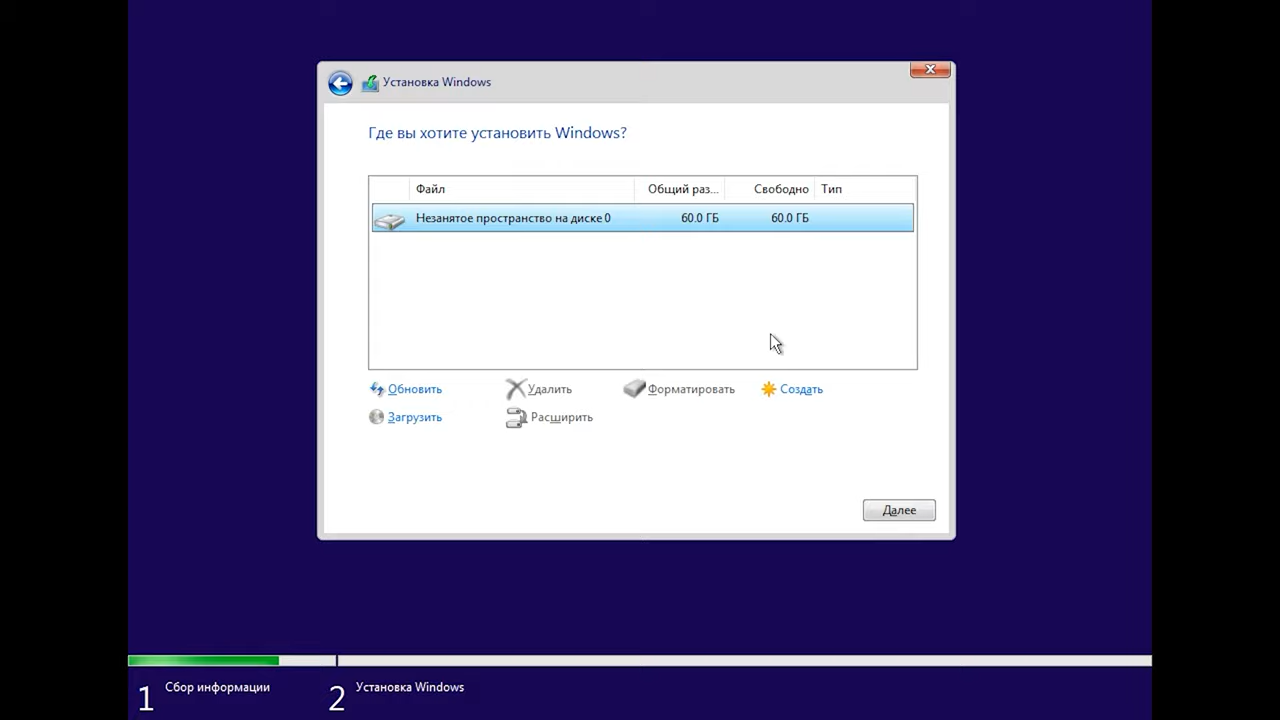 Установка Windows
Где вы хотите установить Windows?
Файл Общий раз... Свободно Тип
Незанятое пространство на диске 0 60.0 ГБ 60.0 ГБ
Обновить Удалить Форматировать Создать
Загрузить Расширить
Далее
1 Сбор информации 2 Установка Windows